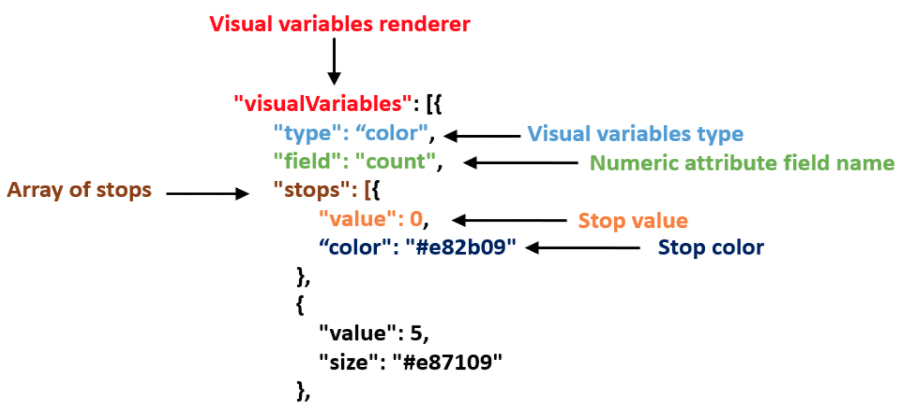 Visual variables renderer
"visualVariables": [{
"type": “color", Visual variables type
"field": "count", Numeric attribute field name
Array of stops "stops": [{
"value": 0, Stop value
“color": "#e82b09" Stop color
},
{
"value": 5,
"size": "#e87109"
},